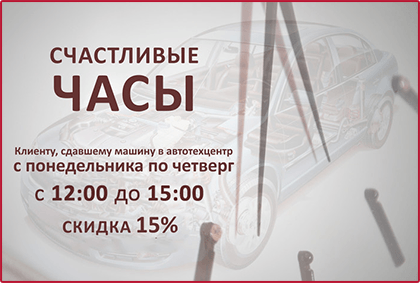 СЧАСТЛИВЫЕ
ЧАСЫ
Клиенту, сдавшему машину в автотехцентр
с понедельника по четверг
с 12:00 до 15:00
СКИДКА 15%